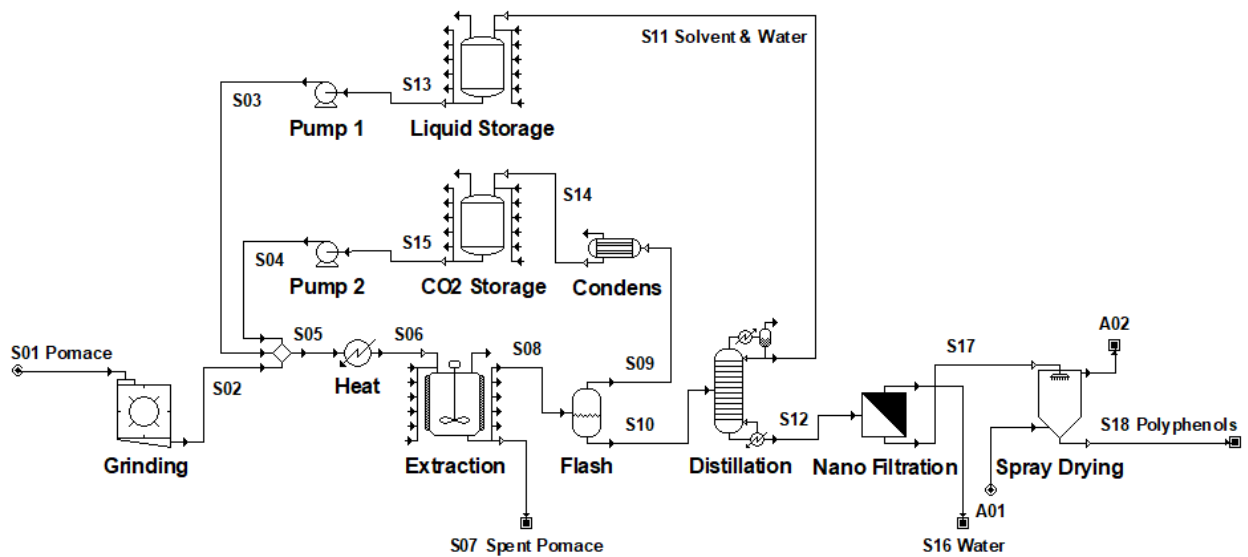 S11 Solvent & Water
S13
S03
Pump 1
Liquid Storage
S14
S15
S04
Pump 2
CO2 Storage
Condens
A02
S05
S06
S08
S09
S17
S01 Pomace
S02
Heat
S10
S12
S18 Polyphenols
Grinding
Extraction
Flash
Distillation
Nano Filtration
Spray Drying
A01
S07 Spent Pomace
S16 Water